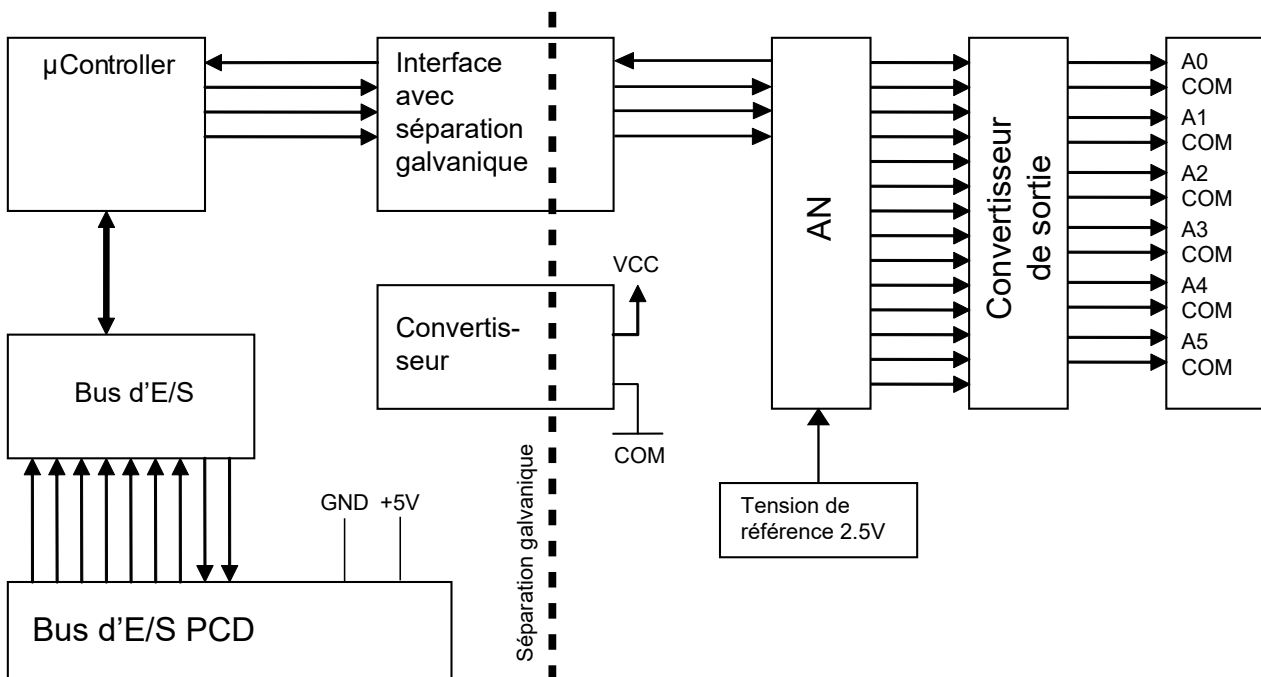 µController
Interface
avec
séparation
galvanique
AN
Convertisseur
de sortie
A0
COM
A1
COM
A2
COM
A3
COM
A4
COM
A5
COM
VCC
Convertis-
seur
COM
Bus d’E/S
Séparation galvanique
Tension de
référence 2.5V
GND +5V
Bus d’E/S PCD